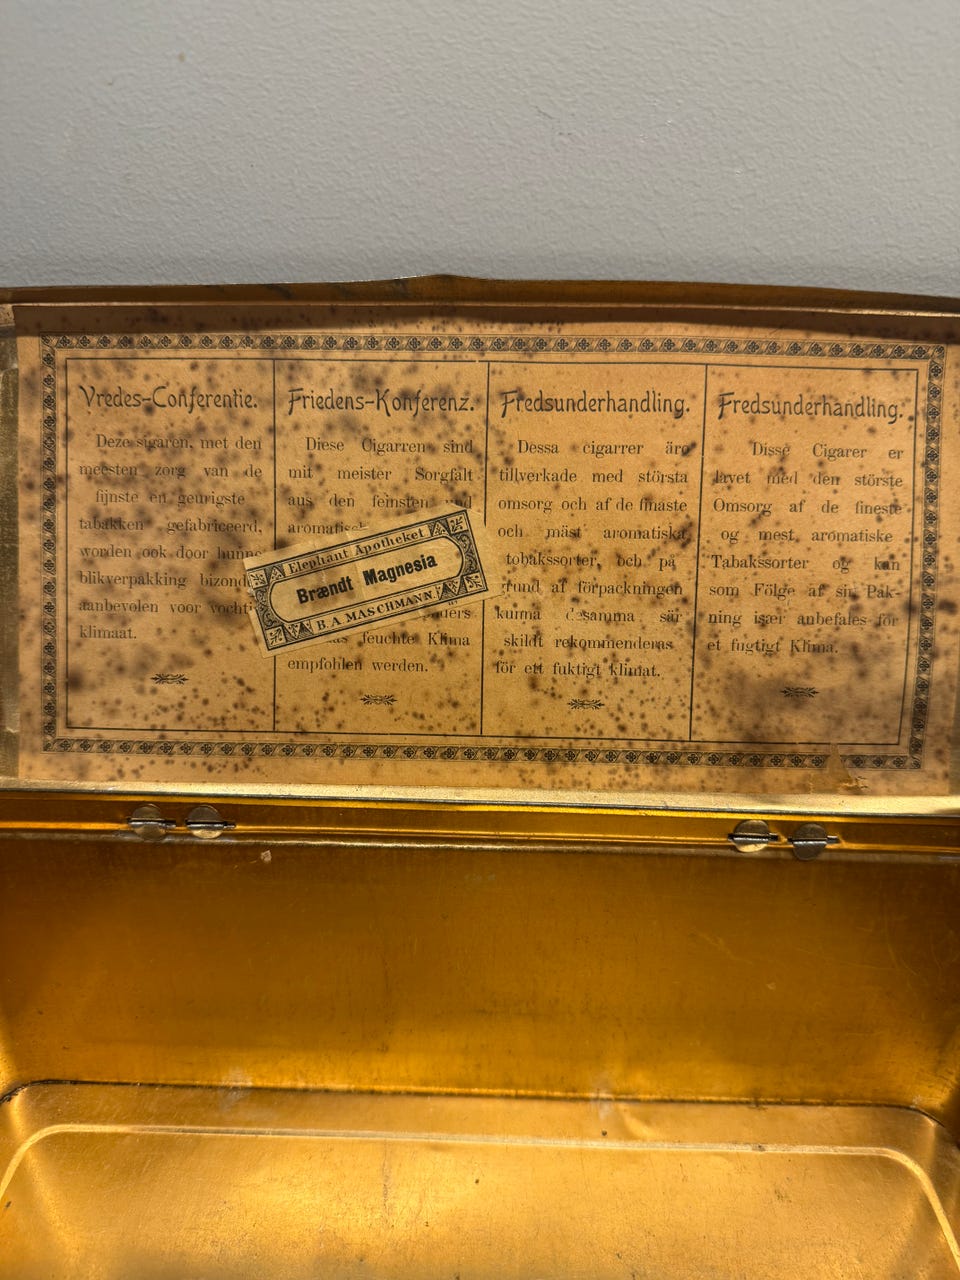 Vredes-Conferentie.
Deze sigaren, met den
meesten zorg van de
fijnste en geurigste
tabakken gefabriceerd,
worden ook door hunne
blikverpakking bizond
aanbevolen voor vochti
klimaat.
Friedens-Konferenz.
Diese Cigarren sind
mit meister Sorgfalt
aus den feinsten und
aromatisch
feuchte Klima
empfohlen werden.
Elephant Apotheket
Brændt Magnesia
B. A. MASCHMANN.
Fredsunderhandling.
Dessa cigarrer äro
tillverkade med största
omsorg och af de finaste
och mäst aromatiska
tobakssorter, och på
grund af förpackningen
kunna desamma sär
skildt rekommenderas
för ett fuktigt klimat.
Fredsunderhandling.
Disse Cigarer er
lavet med den störste
Omsorg af de fineste
og mest aromatiske
Tabakssorter og kan
som Fölge af sin Pak-
ning især anbefales for
et fugtigt Klima.